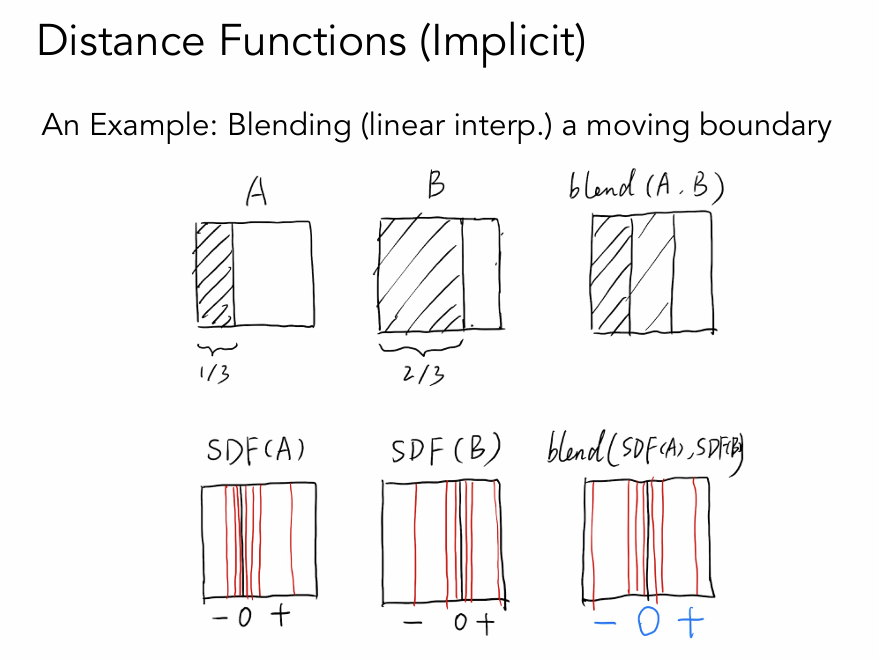 Distance Functions (Implicit)
An Example: Blending (linear interp.) a moving boundary
A B blend (A, B)
1/3 2/3
SDF(A) SDF(B) blend(SDF(A), SDF(B))
- 0 + - 0 + - 0 +